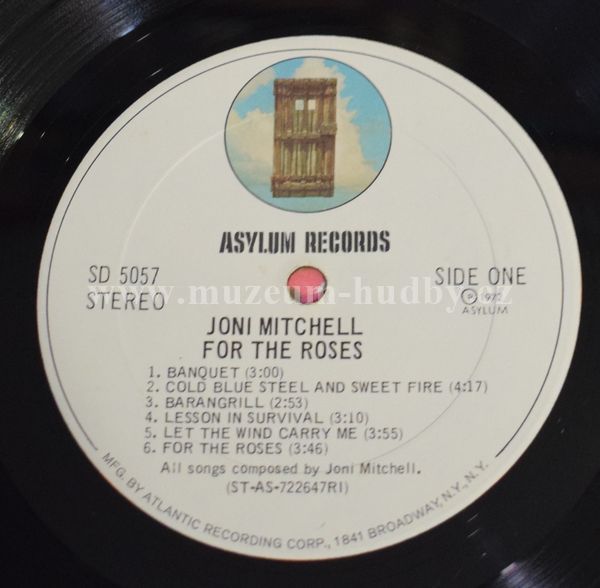 ASYLUM RECORDS
SD 5057
STEREO
SIDE ONE
Ⓟ 1972
ASYLUM
www.muzeum-hudby.cz
JONI MITCHELL
FOR THE ROSES
1. BANQUET (3:00)
2. COLD BLUE STEEL AND SWEET FIRE (4:17)
3. BARANGRILL (2:53)
4. LESSON IN SURVIVAL (3:10)
5. LET THE WIND CARRY ME (3:55)
6. FOR THE ROSES (3:46)
All songs composed by Joni Mitchell.
(ST-AS-722647RI)
MFG. BY ATLANTIC RECORDING CORP., 1841 BROADWAY, N.Y., N.Y.